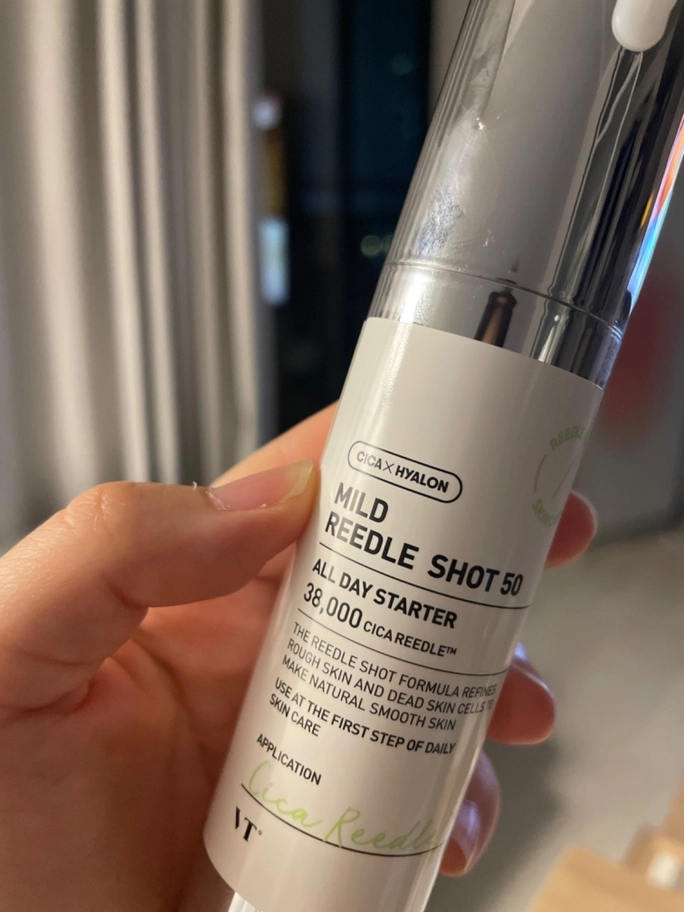 CICA X HYALON
REEDLE
MILD
REEDLE SHOT 50
ALL DAY STARTER
38,000 CICA REEDLE™
THE REEDLE SHOT FORMULA REFINES
ROUGH SKIN AND DEAD SKIN CELLS TO
MAKE NATURAL SMOOTH SKIN
USE AT THE FIRST STEP OF DAILY
SKIN CARE
APPLICATION
Cica Reedle
VT